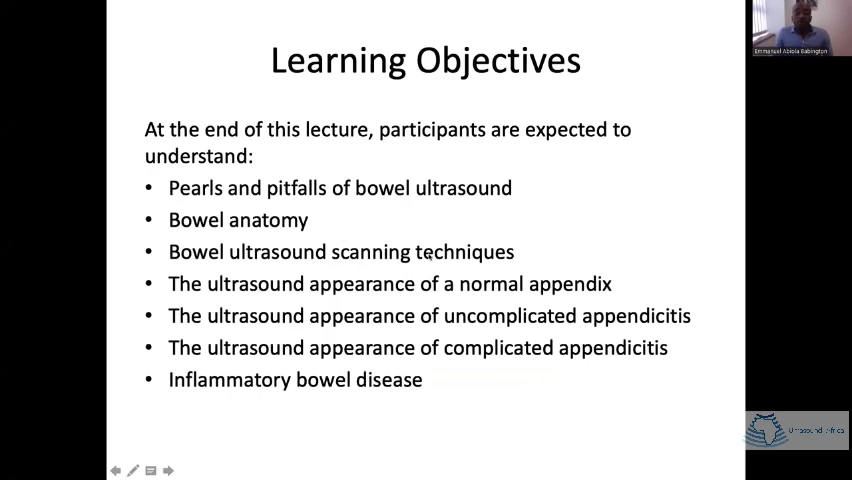 Learning Objectives
Emmanuel Abiola Babington
At the end of this lecture, participants are expected to
understand:
• Pearls and pitfalls of bowel ultrasound
• Bowel anatomy
• Bowel ultrasound scanning techniques
• The ultrasound appearance of a normal appendix
• The ultrasound appearance of uncomplicated appendicitis
• The ultrasound appearance of complicated appendicitis
• Inflammatory bowel disease
Ultrasound Africa